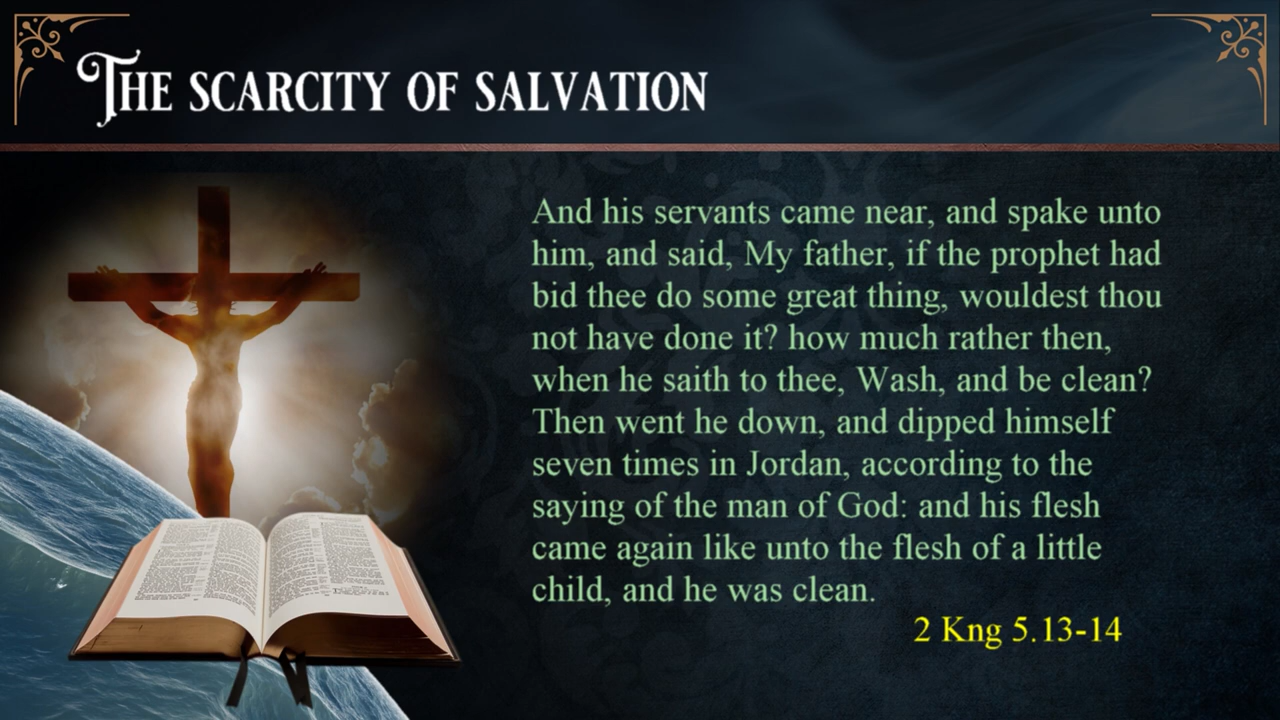 The scarcity of salvation
And his servants came near, and spake unto
him, and said, My father, if the prophet had
bid thee do some great thing, wouldest thou
not have done it? how much rather then,
when he saith to thee, Wash, and be clean?
Then went he down, and dipped himself
seven times in Jordan, according to the
saying of the man of God: and his flesh
came again like unto the flesh of a little
child, and he was clean.
2 Kng 5.13-14